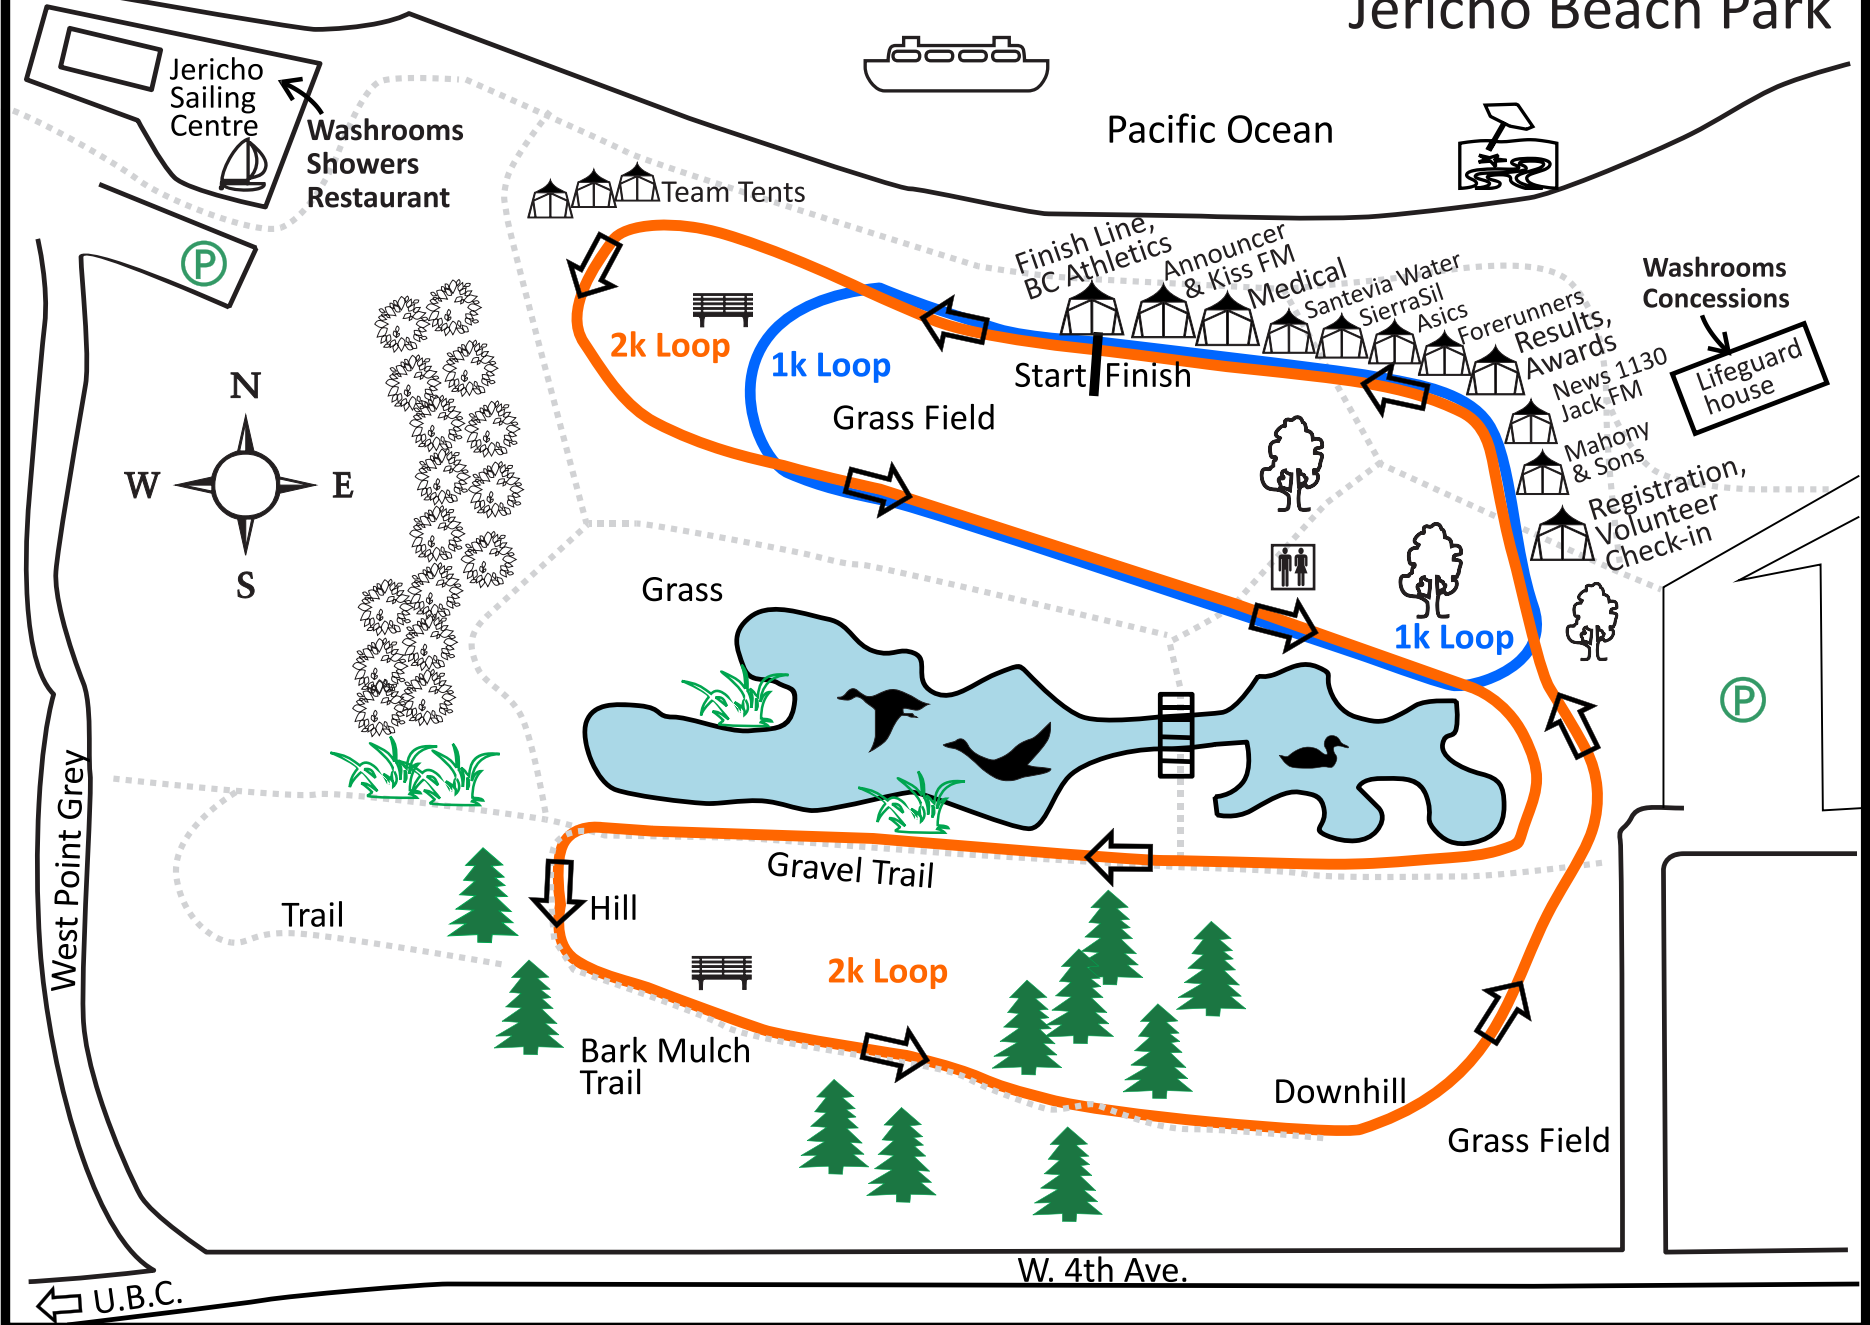 Jericho Beach Park
Jericho
Sailing
Centre
Washrooms
Showers
Restaurant
P
Pacific Ocean
Team Tents
Finish Line,
BC Athletics
Announcer
& Kiss FM
Medical
Santevia Water
SierraSil
Asics
Forerunners
Results,
Awards
News 1130
Jack FM
Mahony
& Sons
Registration,
Volunteer
Check-in
Washrooms
Concessions
Lifeguard
house
2k Loop
1k Loop
Start Finish
Grass Field
N
W E
S
Grass
1k Loop
P
West Point Grey
Gravel Trail
Hill
Trail
2k Loop
Bark Mulch
Trail
Downhill
Grass Field
W. 4th Ave.
U.B.C.